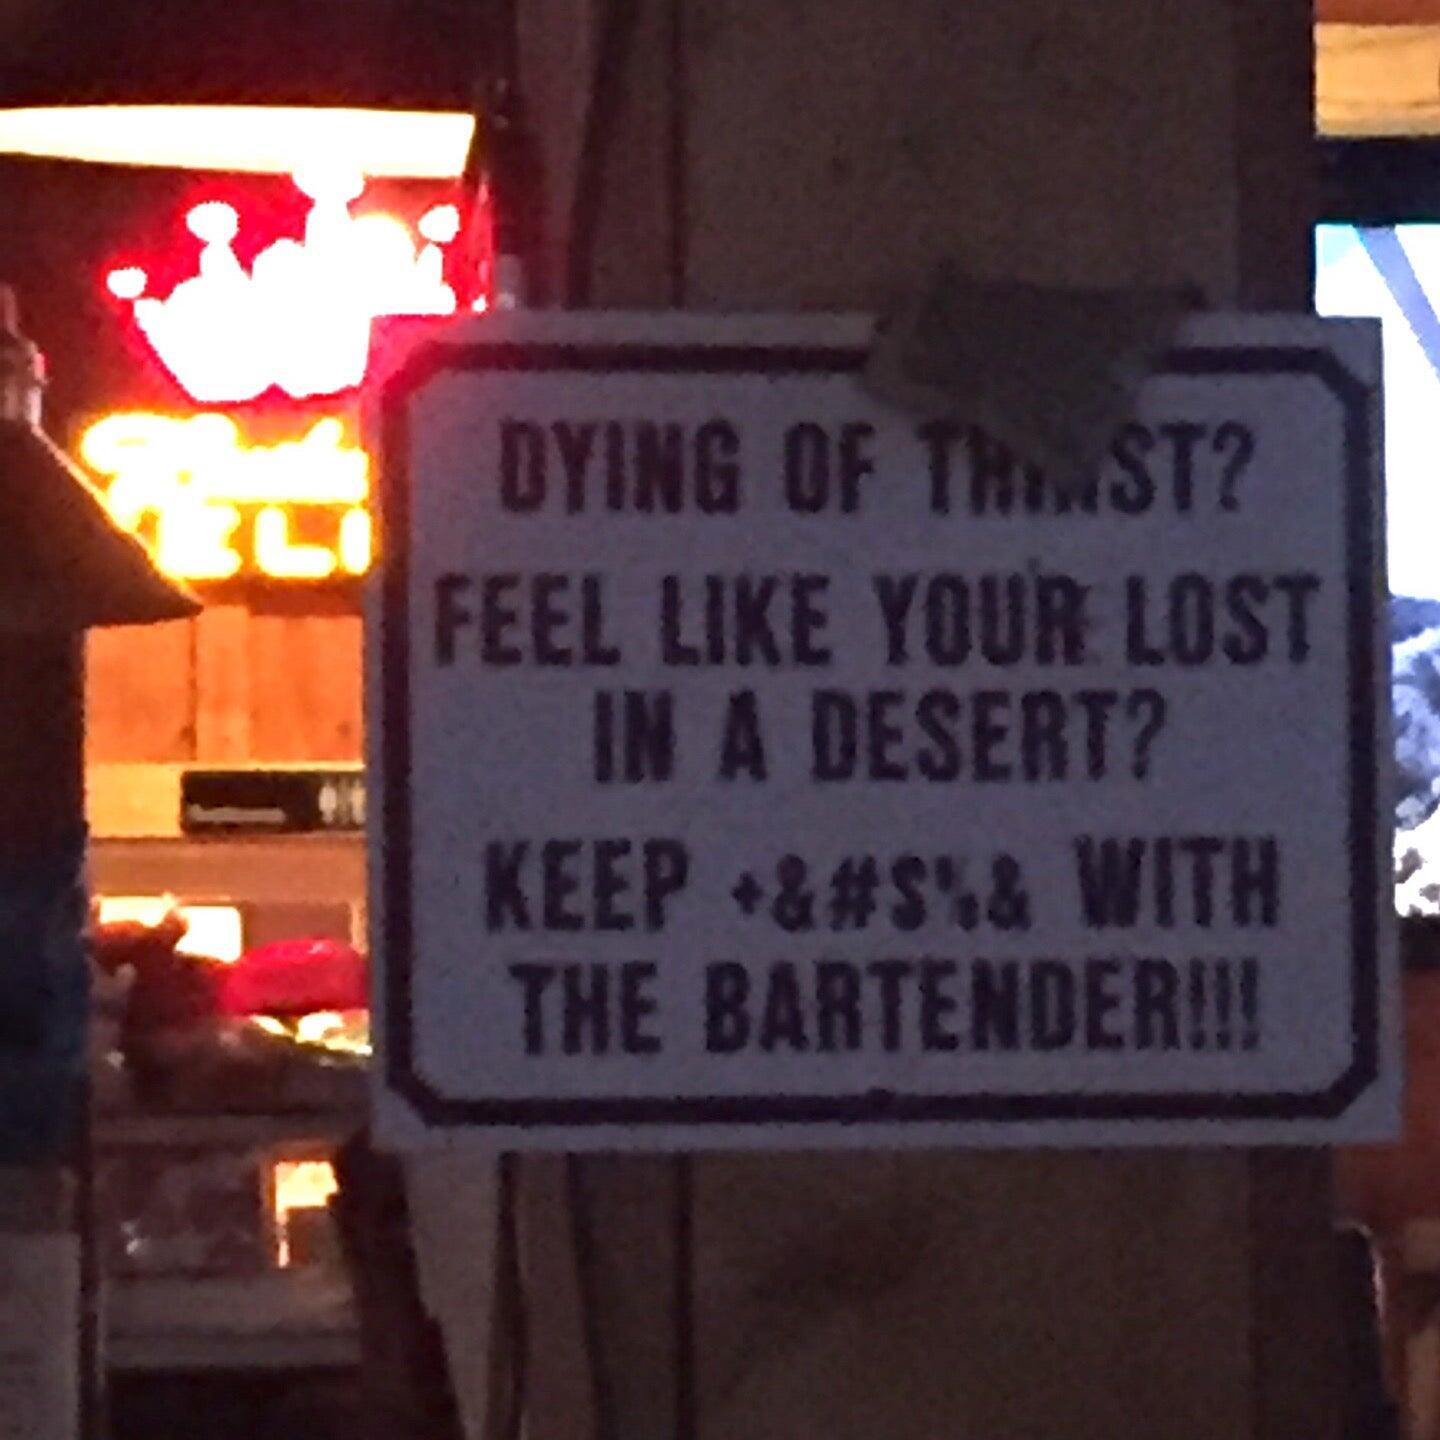 DYING OF THIRST?
FEEL LIKE YOUR LOST
IN A DESERT?
KEEP +&#$%& WITH
THE BARTENDER!!!